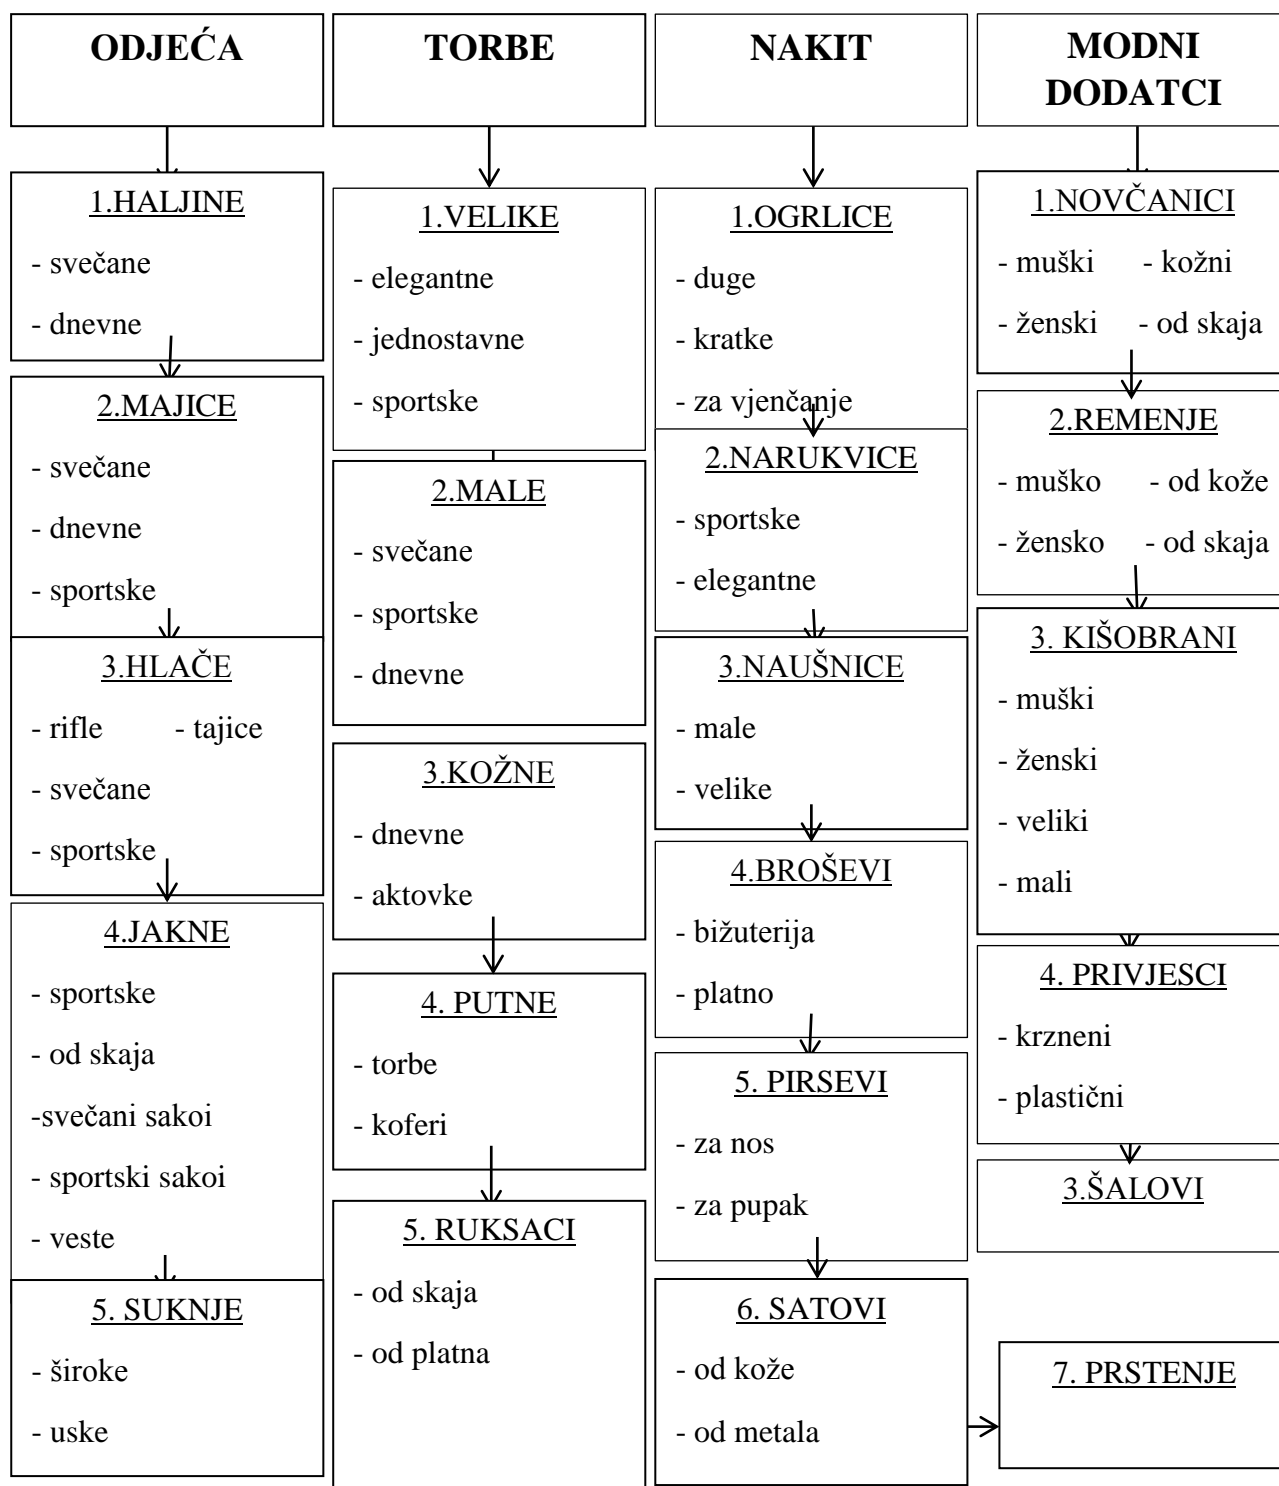 ODJEĆA
1.HALJINE
- svečane
- dnevne
2.MAJICE
- svečane
- dnevne
- sportske
3.HLAČE
- rifle - tajice
- svečane
- sportske
4.JAKNE
- sportske
- od skaja
-svečani sakoi
- sportski sakoi
- veste
5. SUKNJE
- široke
- uske
TORBE
1.VELIKE
- elegantne
- jednostavne
- sportske
2.MALE
- svečane
- sportske
- dnevne
3.KOŽNE
- dnevne
- aktovke
4. PUTNE
- torbe
- koferi
5. RUKSACI
- od skaja
- od platna
NAKIT
1.OGRLICE
- duge
- kratke
- za vjenčanje
2.NARUKVICE
- sportske
- elegantne
3.NAUŠNICE
- male
- velike
4.BROŠEVI
- bižuterija
- platno
5. PIRSEVI
- za nos
- za pupak
6. SATOVI
- od kože
- od metala
7. PRSTENJE
MODNI
DODATCI
1.NOVČANICI
- muški - kožni
- ženski - od skaja
2.REMENJE
- muško - od kože
- žensko - od skaja
3. KIŠOBRANI
- muški
- ženski
- veliki
- mali
4. PRIVJESCI
- krzneni
- plastični
3.ŠALOVI